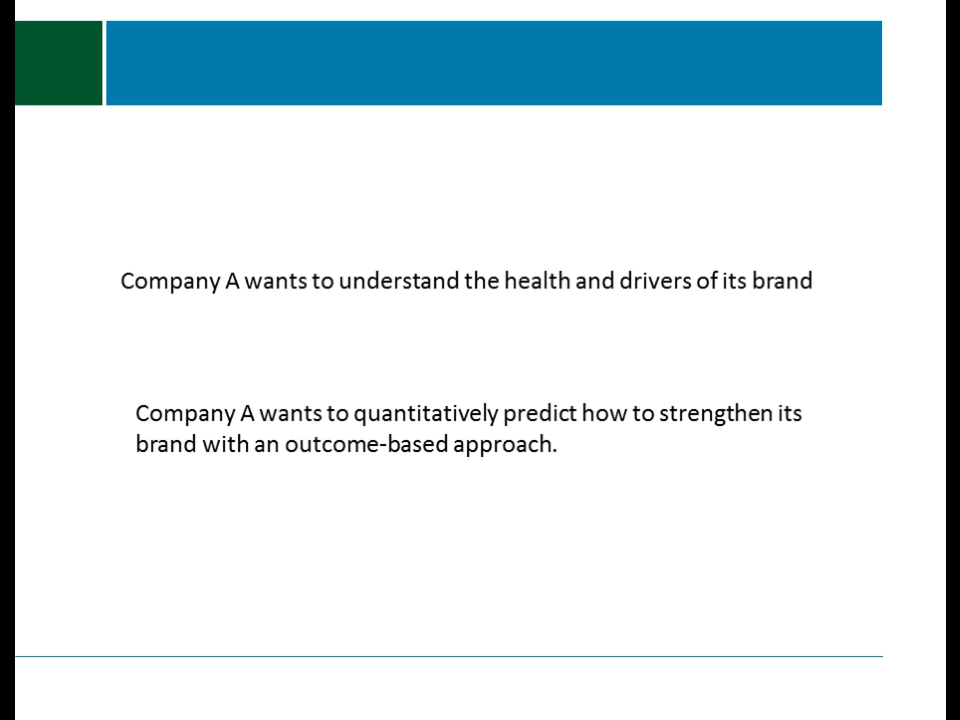 Company A wants to understand the health and drivers of its brand
Company A wants to quantitatively predict how to strengthen its
brand with an outcome-based approach.